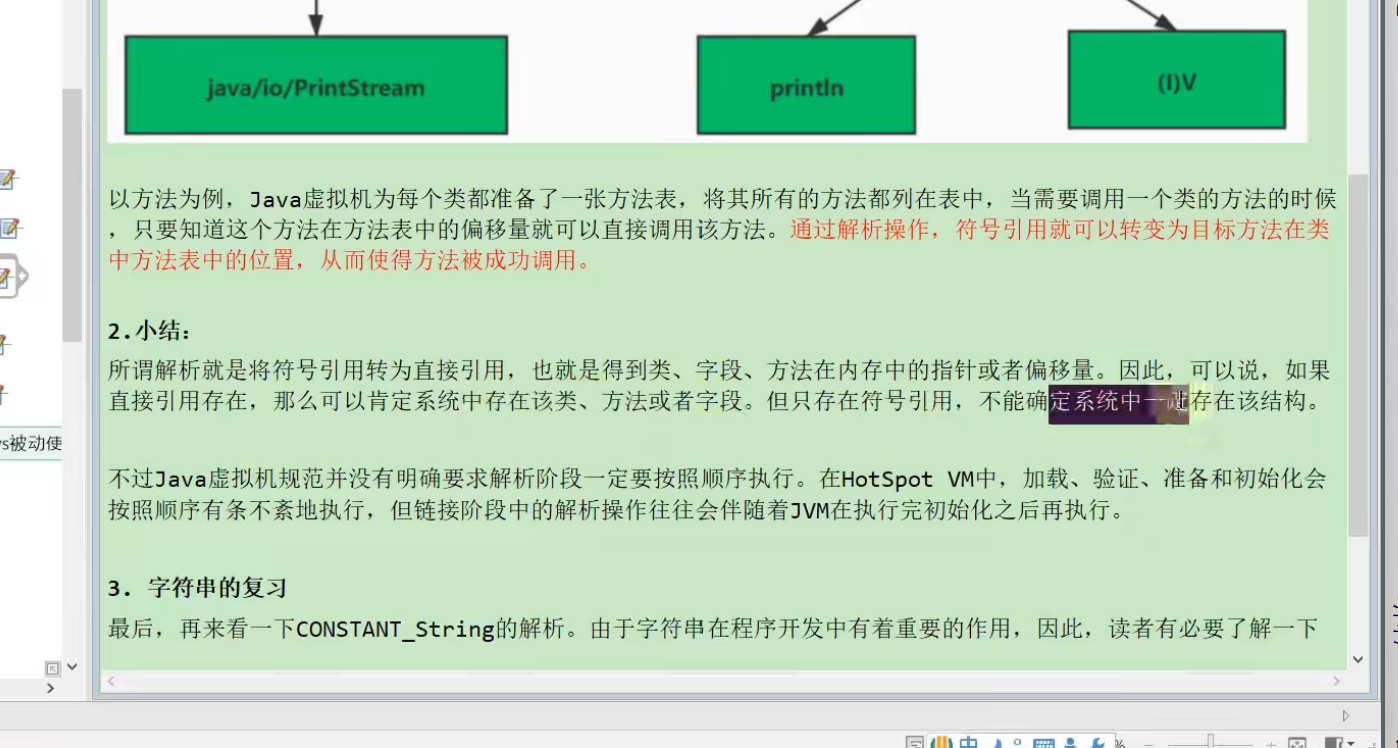 java/io/PrintStream
println
(I)V
以方法为例，Java虚拟机为每个类都准备了一张方法表，将其所有的方法都列在表中，当需要调用一个类的方法的时候
，只要知道这个方法在方法表中的偏移量就可以直接调用该方法。通过解析操作，符号引用就可以转变为目标方法在类
中方法表中的位置，从而使得方法被成功调用。
2.小结：
所谓解析就是将符号引用转为直接引用，也就是得到类、字段、方法在内存中的指针或者偏移量。因此，可以说，如果
直接引用存在，那么可以肯定系统中存在该类、方法或者字段。但只存在符号引用，不能确定系统中一定存在该结构。
s被动使
不过Java虚拟机规范并没有明确要求解析阶段一定要按照顺序执行。在HotSpot VM中，加载、验证、准备和初始化会
按照顺序有条不紊地执行，但链接阶段中的解析操作往往会伴随着JVM在执行完初始化之后再执行。
3. 字符串的复习
最后，再来看一下CONSTANT_String的解析。由于字符串在程序开发中有着重要的作用，因此，读者有必要了解一下
中
%